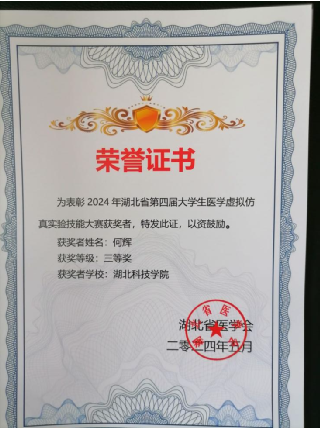 荣誉证书
为表彰 2024 年湖北省第四届大学生医学虚拟仿
真实验技能大赛获奖者，特发此证，以资鼓励。
获奖者姓名：何辉
获奖等级：三等奖
获奖者学校：湖北科技学院
湖北省医学会
二零二四年五月